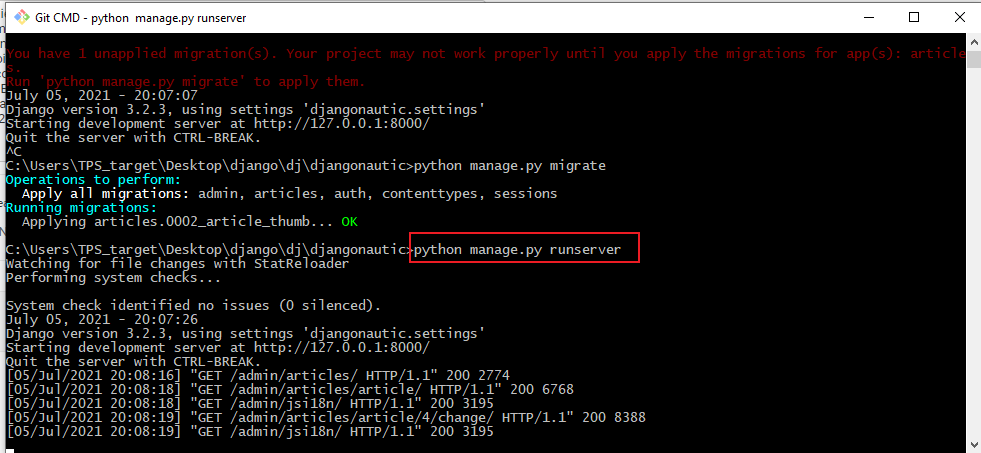 Git CMD - python manage.py runserver
You have 1 unapplied migration(s). Your project may not work properly until you apply the migrations for app(s): article
s.
Run 'python manage.py migrate' to apply them.
July 05, 2021 - 20:07:07
Django version 3.2.3, using settings 'djangonautic.settings'
Starting development server at http://127.0.0.1:8000/
Quit the server with CTRL-BREAK.
^C
C:\Users\TPS_target\Desktop\django\dj\djangonautic>python manage.py migrate
Operations to perform:
Apply all migrations: admin, articles, auth, contenttypes, sessions
Running migrations:
Applying articles.0002_article_thumb... OK
C:\Users\TPS_target\Desktop\django\dj\djangonautic>python manage.py runserver
Watching for file changes with StatReloader
Performing system checks...
System check identified no issues (0 silenced).
July 05, 2021 - 20:07:26
Django version 3.2.3, using settings 'djangonautic.settings'
Starting development server at http://127.0.0.1:8000/
Quit the server with CTRL-BREAK.
[05/Jul/2021 20:08:16] "GET /admin/articles/ HTTP/1.1" 200 2774
[05/Jul/2021 20:08:18] "GET /admin/articles/article/ HTTP/1.1" 200 6768
[05/Jul/2021 20:08:18] "GET /admin/jsi18n/ HTTP/1.1" 200 3195
[05/Jul/2021 20:08:19] "GET /admin/articles/article/4/change/ HTTP/1.1" 200 8388
[05/Jul/2021 20:08:19] "GET /admin/jsi18n/ HTTP/1.1" 200 3195